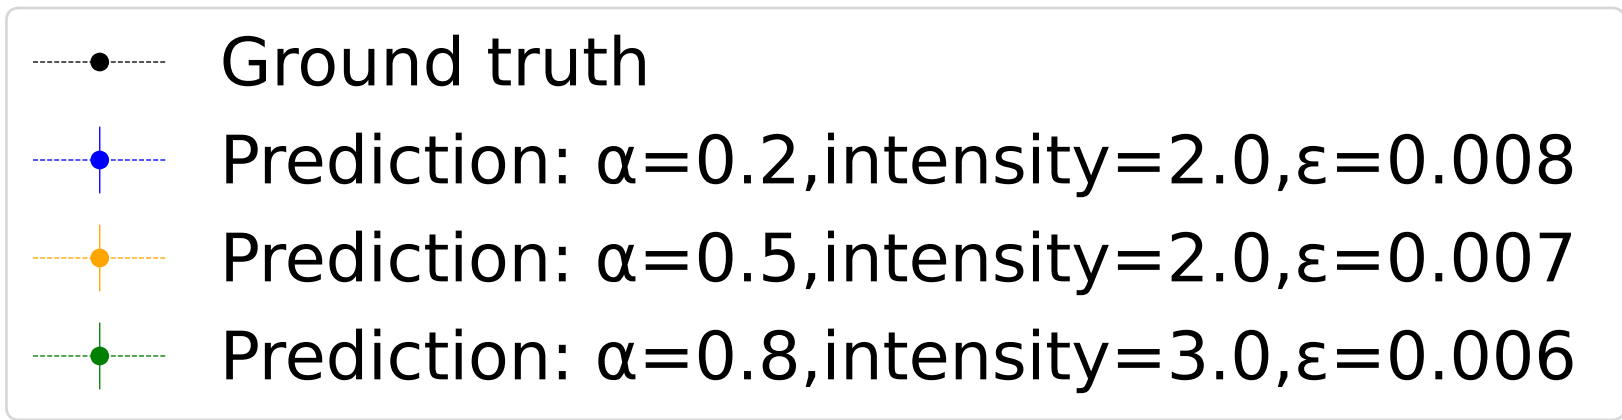 Ground truth
Prediction: α=0.2,intensity=2.0,ε=0.008
Prediction: α=0.5,intensity=2.0,ε=0.007
Prediction: α=0.8,intensity=3.0,ε=0.006